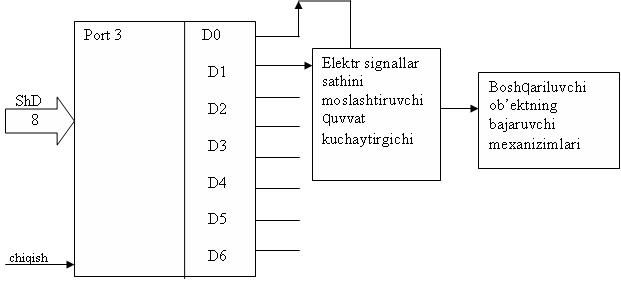 Port 3
D0
D1
D2
D3
D4
D5
D6
ShD
8
chiqish
Elektr signallar
sathini
moslashtiruvchi
Quvvat
kuchaytirgichi
BoshQariluvchi
ob’ektning
bajaruvchi
mexanizimlari